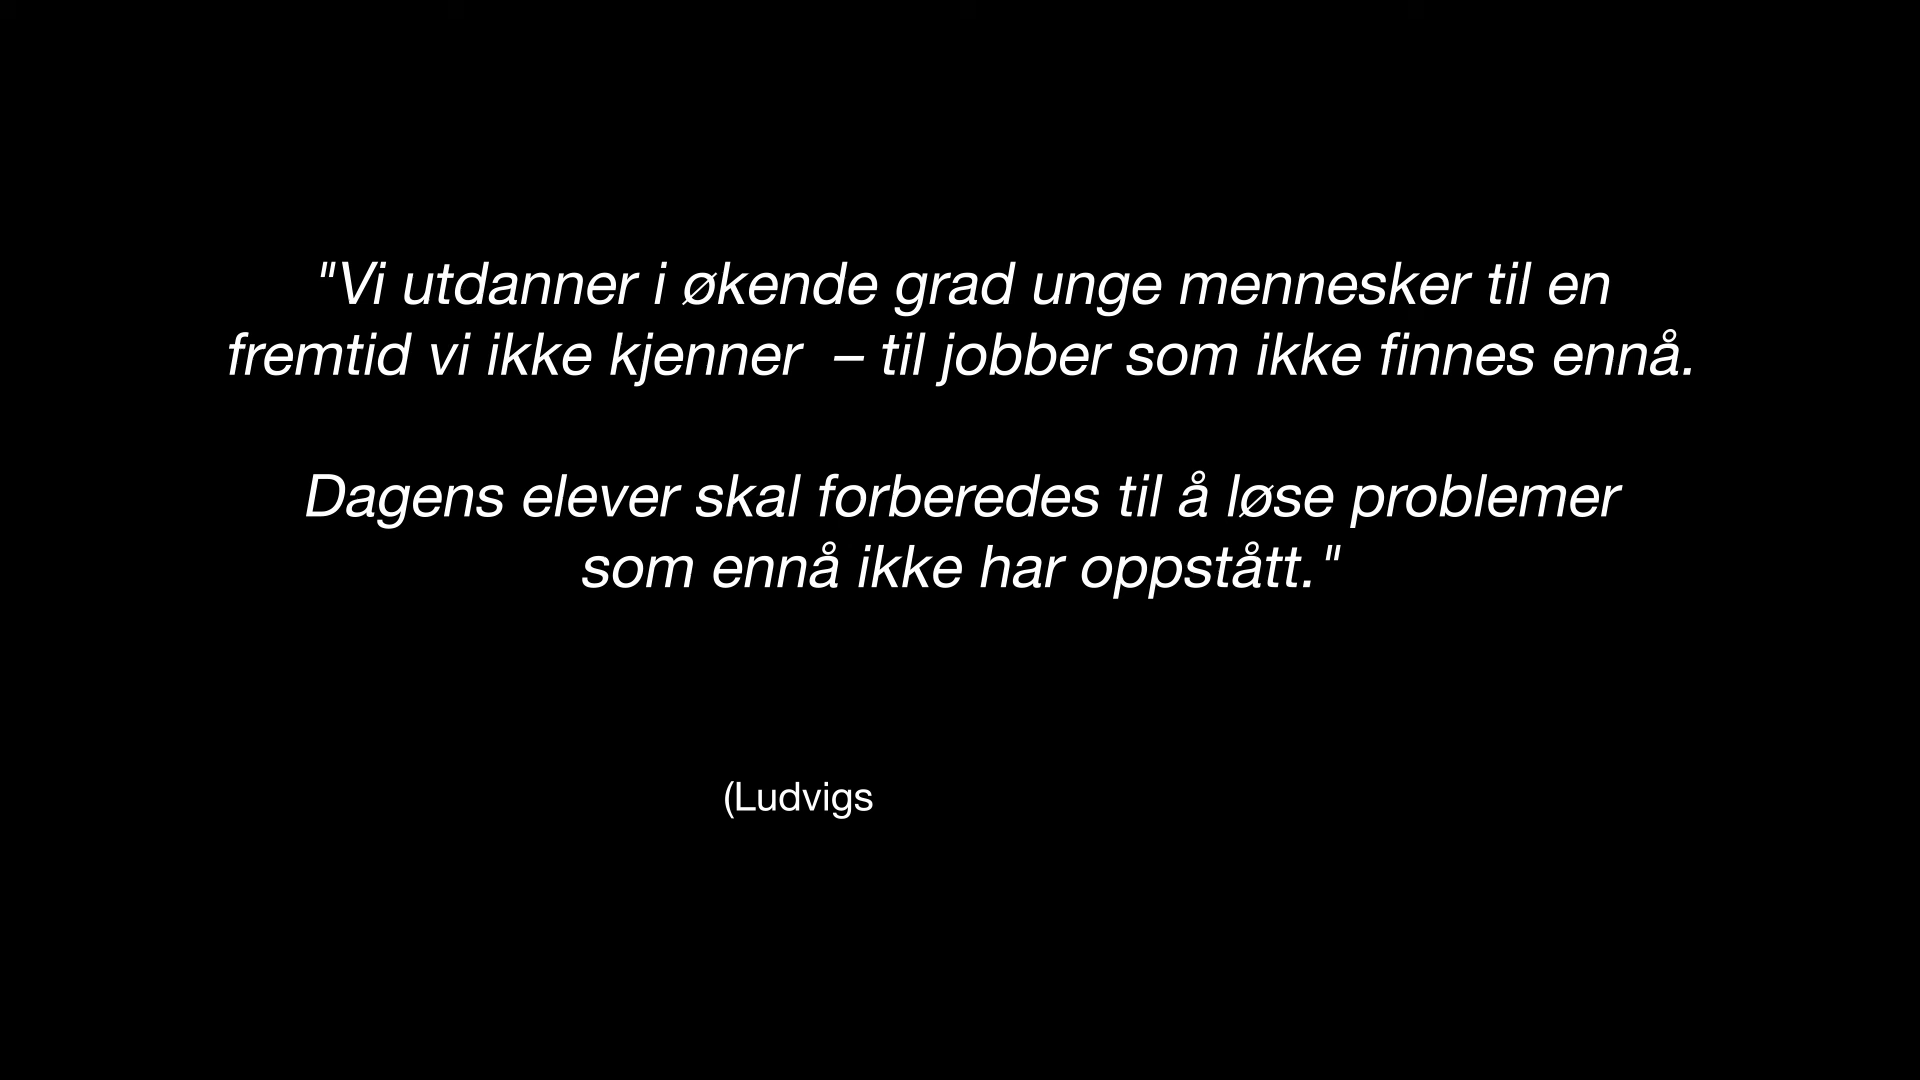 "Vi utdanner i økende grad unge mennesker til en
fremtid vi ikke kjenner  – til jobber som ikke finnes ennå.
Dagens elever skal forberedes til å løse problemer
som ennå ikke har oppstått."
(Ludvigs